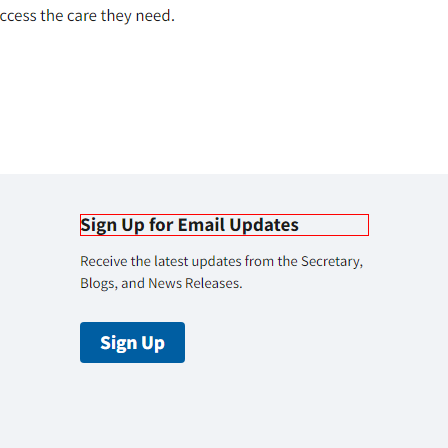 ccess the care they need.
Sign Up for Email Updates
Receive the latest updates from the Secretary,
Blogs, and News Releases.
Sign Up